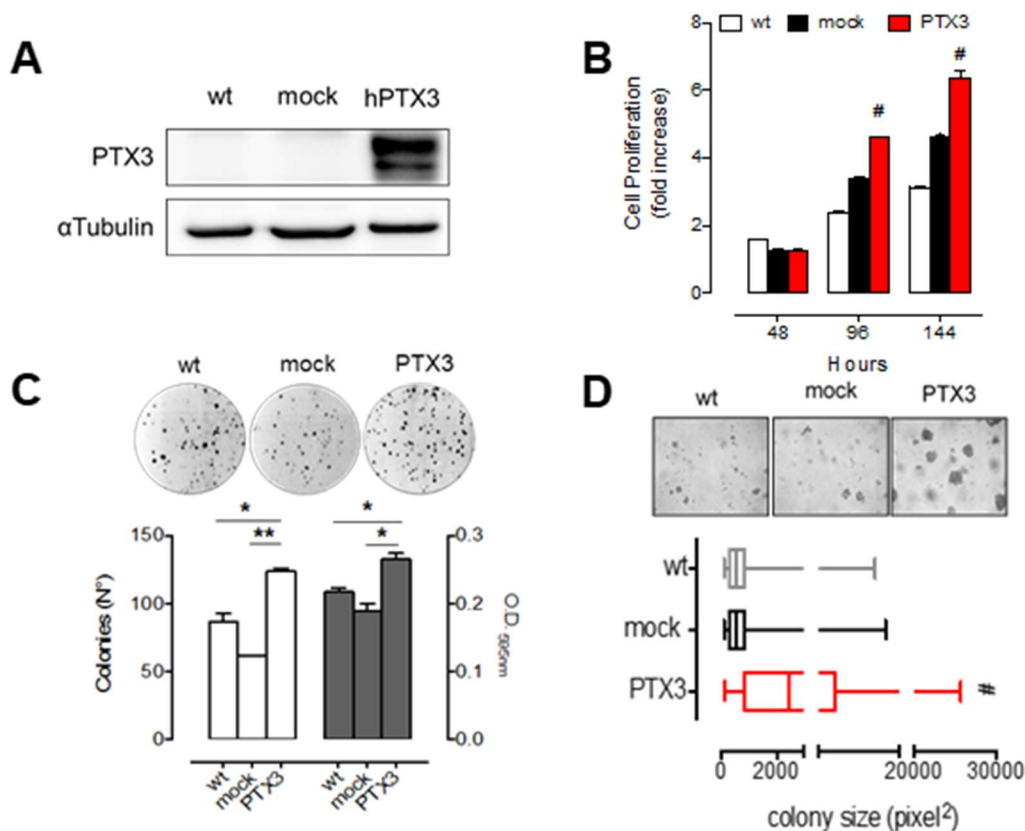 A
wt mock hPTX3
PTX3
αTubulin
B
wt mock PTX3
Cell Proliferation
(fold increase)
8
6
4
2
0
#
#
48 96 144
Hours
C
wt mock PTX3
* *
** *
Colonies (N°)
150
100
50
0
0.3
0.2
0.1
0.0
O.D.595nm
wt mock PTX3 wt mock PTX3
D
wt mock PTX3
wt
mock
PTX3 #
0 2000 20000 30000
colony size (pixel²)